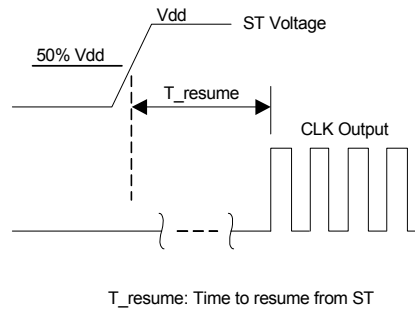 Vdd
ST Voltage
50% Vdd
T_resume
CLK Output
T_resume: Time to resume from ST